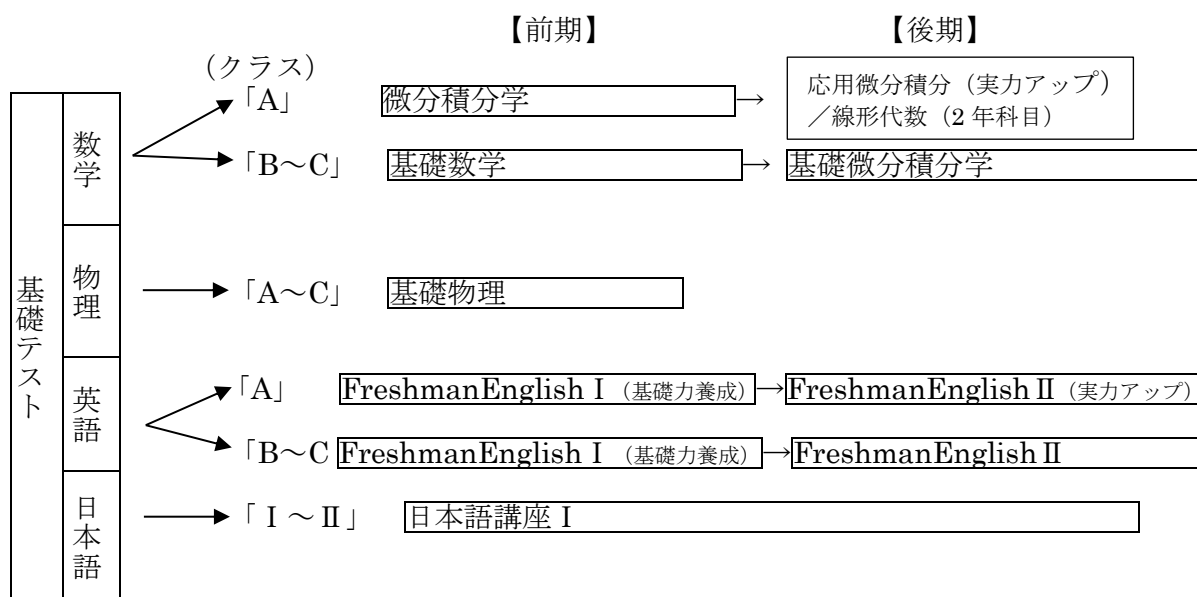 【前期】 【後期】
(クラス)
「A」 微分積分学 → 応用微分積分（実力アップ）
／線形代数（2 年科目）
数学
「B～C」 基礎数学 → 基礎微分積分学
基礎テスト
物理
「A～C」 基礎物理
英語
「A」 FreshmanEnglish Ⅰ（基礎力養成）→ FreshmanEnglish Ⅱ（実力アップ）
「B～C FreshmanEnglish Ⅰ（基礎力養成）→ FreshmanEnglish Ⅱ
日本語
「Ⅰ～Ⅱ」 日本語講座 Ⅰ